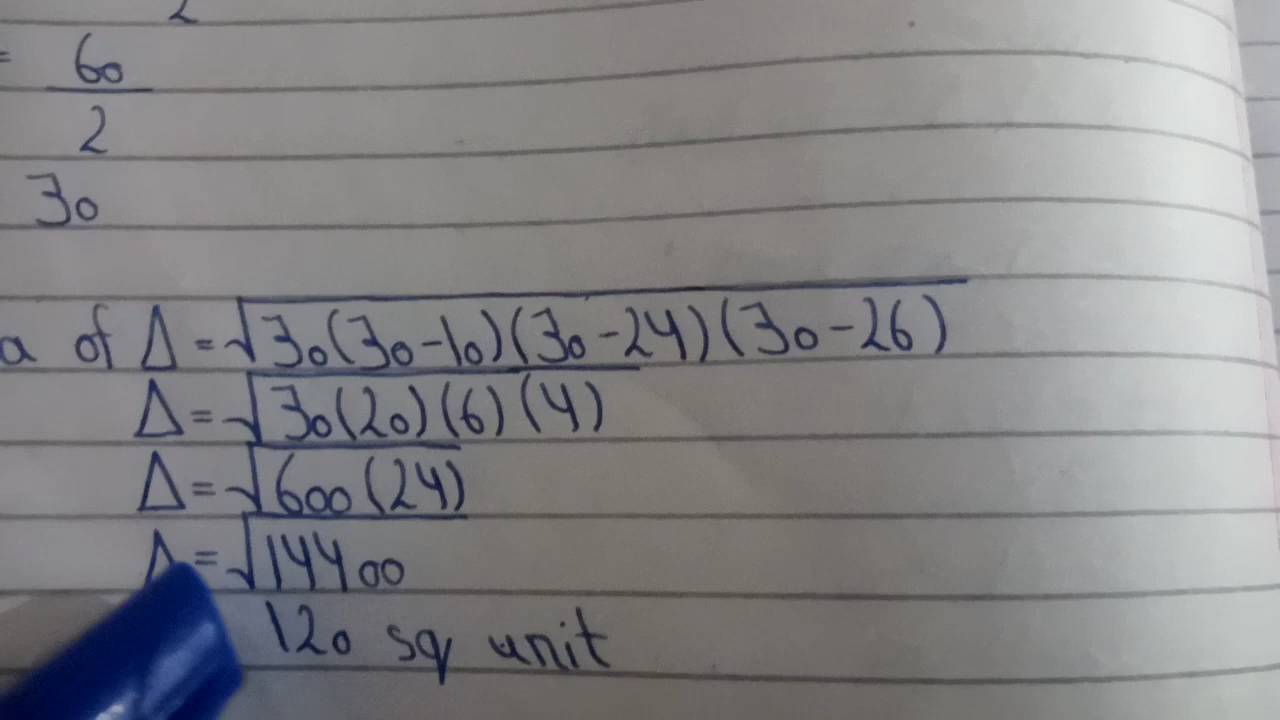 2
= 60
2
30
a of Δ = √30(30-10)(30-24)(30-26)
Δ = √30(20)(6)(4)
Δ = √600(24)
Δ = √14400
120 sq unit